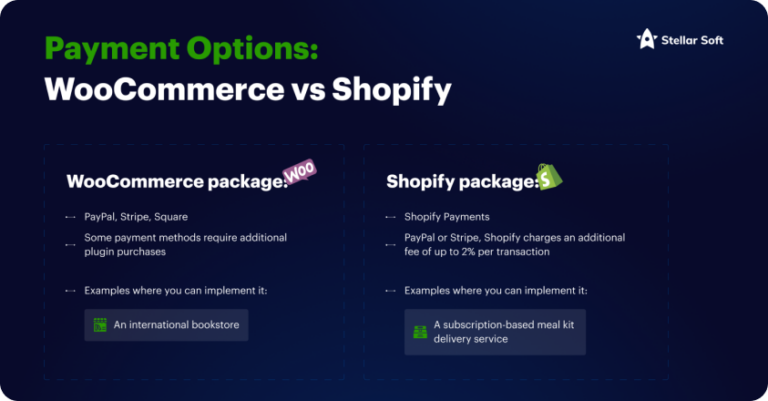 Payment Options:
WooCommerce vs Shopify
Stellar Soft
WooCommerce package:
Woo
PayPal, Stripe, Square
Some payment methods require additional
plugin purchases
Examples where you can implement it:
An international bookstore
Shopify package:
S
Shopify Payments
PayPal or Stripe, Shopify charges an additional
fee of up to 2% per transaction
Examples where you can implement it:
A subscription-based meal kit
delivery service